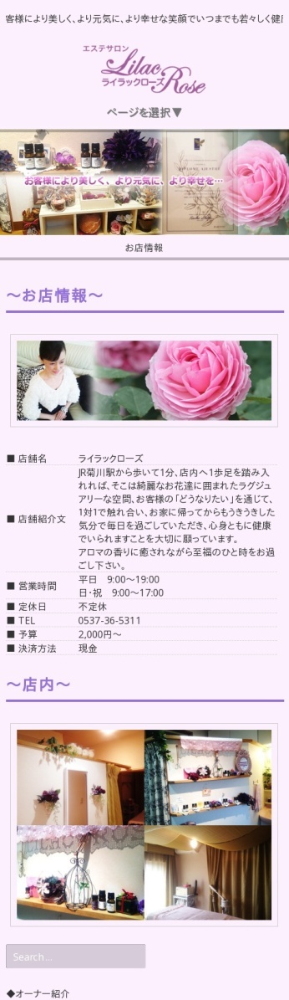 客様により美しく、より元気に、より幸せな笑顔でいつまでも若々しく健
エステサロン
Lilac Rose
ライラックローズ
ページを選択▼
お客様により美しく、より元気に、より幸せを…
お店情報
～お店情報～
■ 店舗名 ライラックローズ
■ 店舗紹介文
JR菊川駅から歩いて1分、店内へ1歩足を踏み入
れれば、そこは綺麗なお花達に囲まれたラグジュ
アリーな空間、お客様の「どうなりたい」を通じて、
1対1で触れ合い、お家に帰ってからもうきうきした
気分で毎日を過ごしていただき、心身ともに健康
でいられますことを大切に願っています。
アロマの香りに癒されながら至福のひと時をお過
ごし下さい。
■ 営業時間
平日　9:00～19:00
日・祝　9:00～17:00
■ 定休日 不定休
■ TEL 0537-36-5311
■ 予算 2,000円～
■ 決済方法 現金
～店内～
Search...
◆オーナー紹介